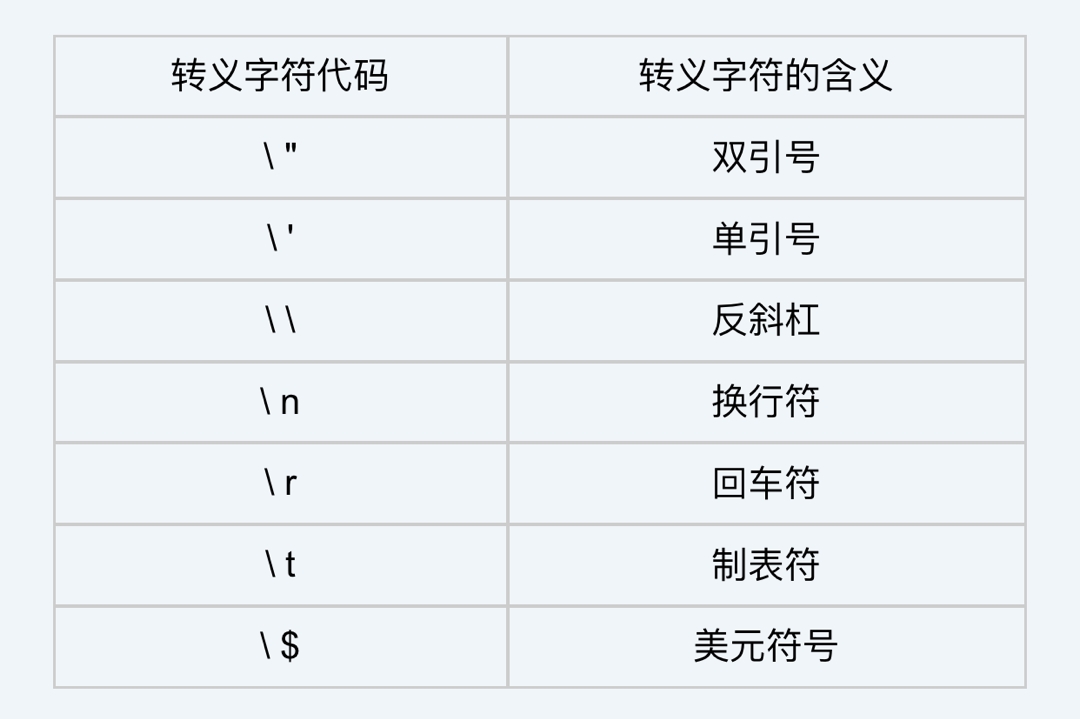 转义字符代码 转义字符的含义
\ " 双引号
\ ' 单引号
\ \ 反斜杠
\ n 换行符
\ r 回车符
\ t 制表符
\ $ 美元符号